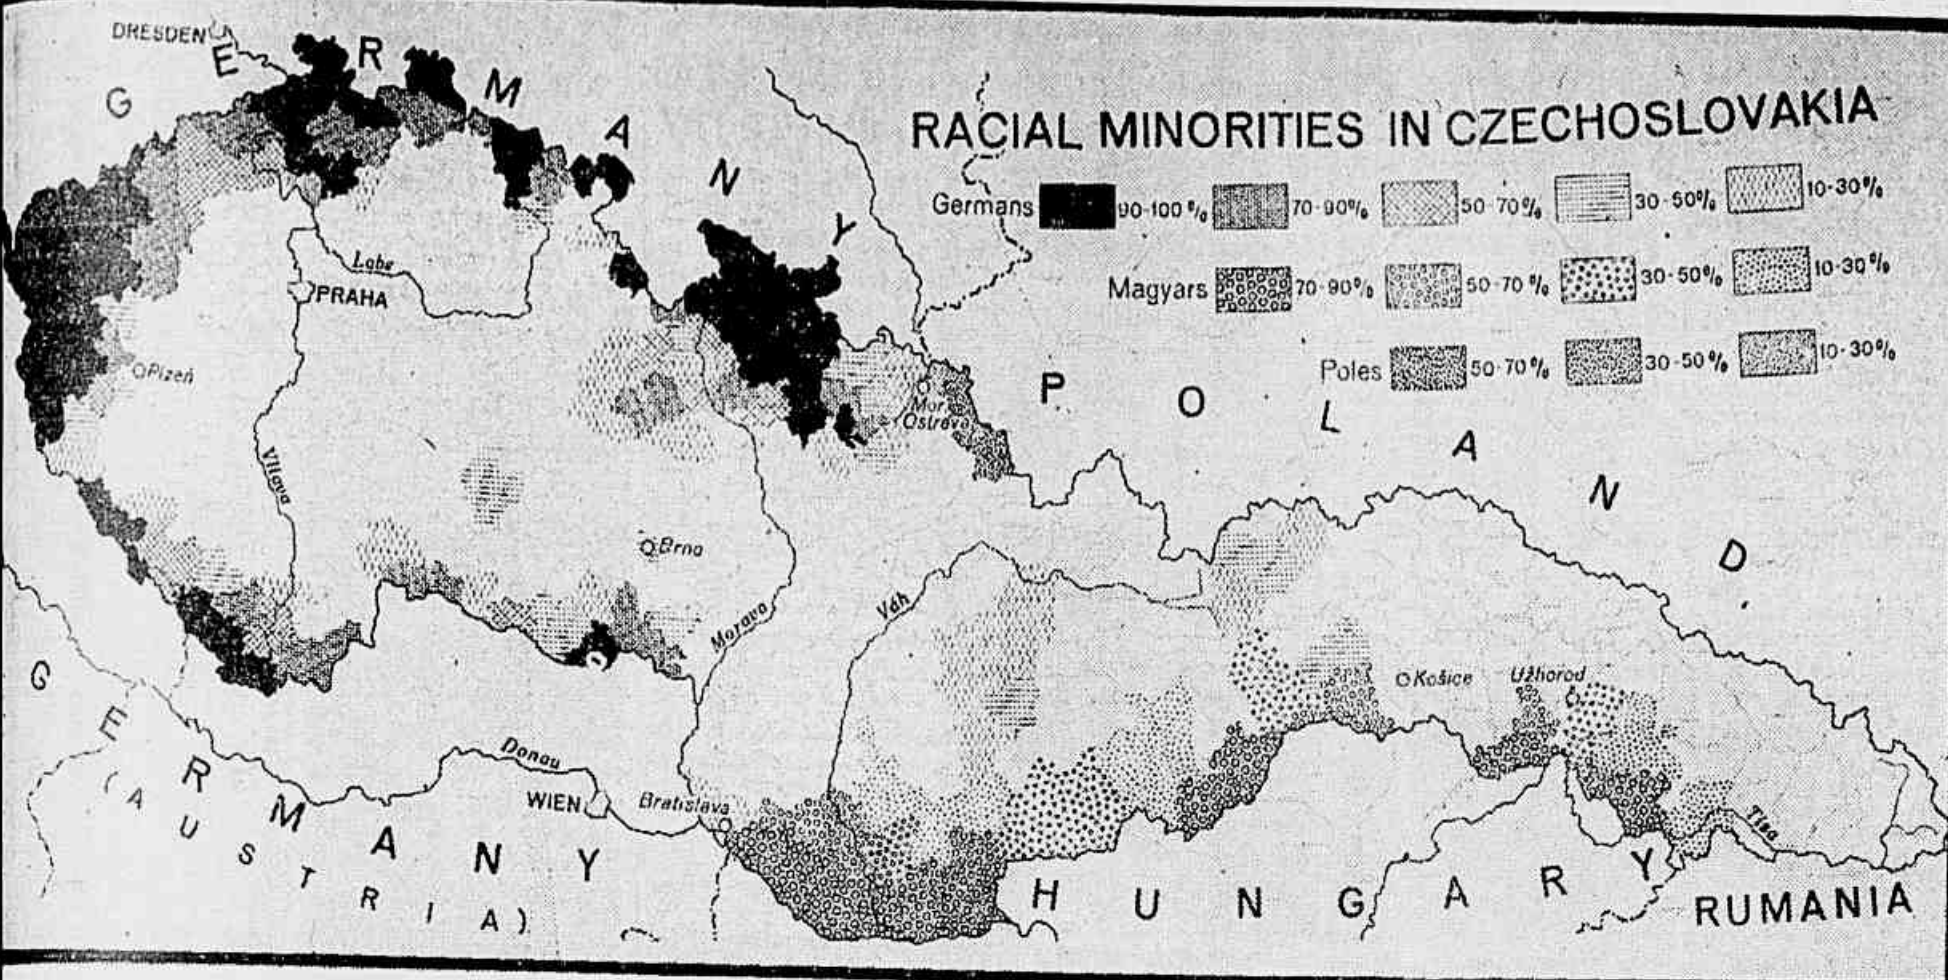 RACIAL MINORITIES IN CZECHOSLOVAKIA
Germans 90-100% 70-90% 50-70% 30-50% 10-30%
Magyars 70-90% 50-70% 30-50% 10-30%
Poles 50-70% 30-50% 10-30%
DRESDEN
GERMANY
Labe
PRAHA
Plzeň
Vltava
Mor. Ostrava
POLAND
Brna
Morava
Váh
Košice
Užhorod
GERMANY
(AUSTRIA)
Donau
WIEN
Bratislava
Tisa
HUNGARY
RUMANIA